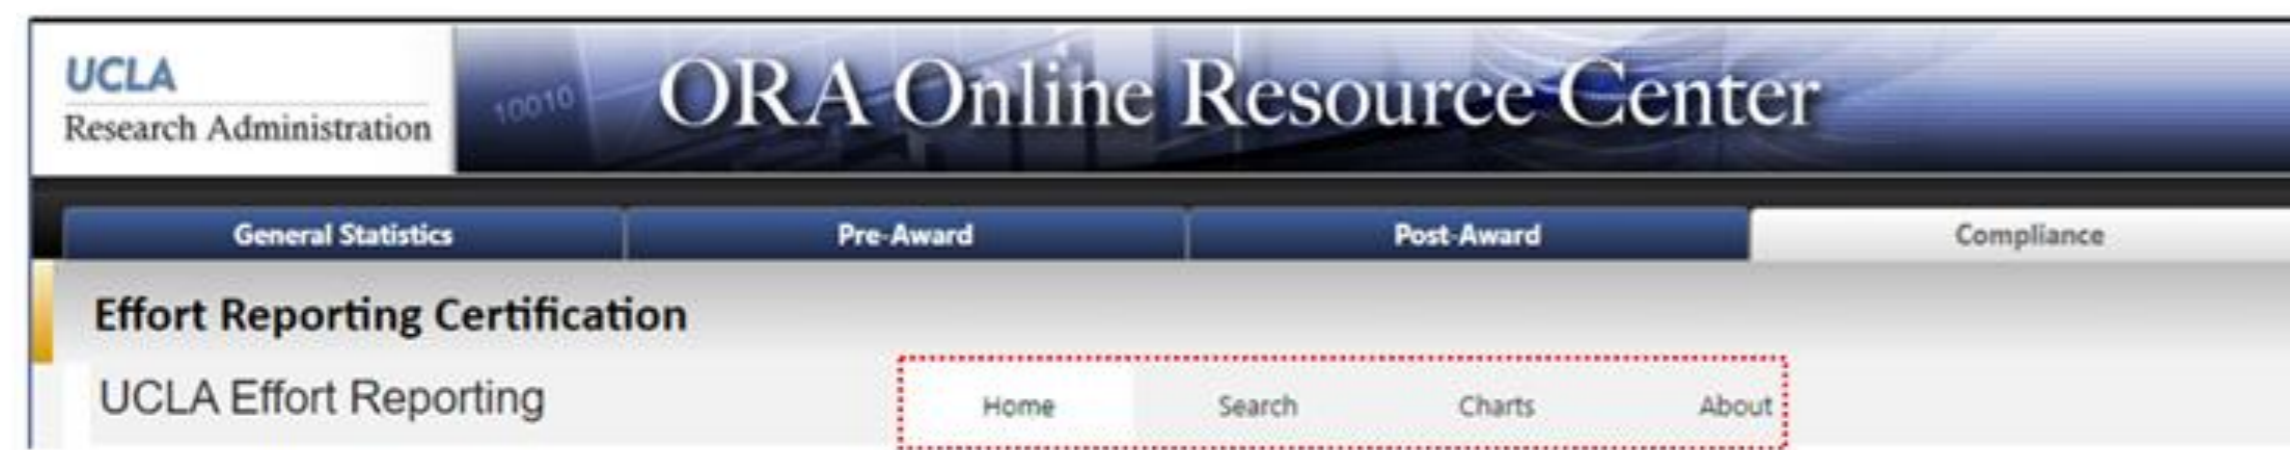 UCLA
Research Administration
10010
ORA Online Resource Center
General Statistics Pre-Award Post-Award Compliance
Effort Reporting Certification
UCLA Effort Reporting
Home Search Charts About